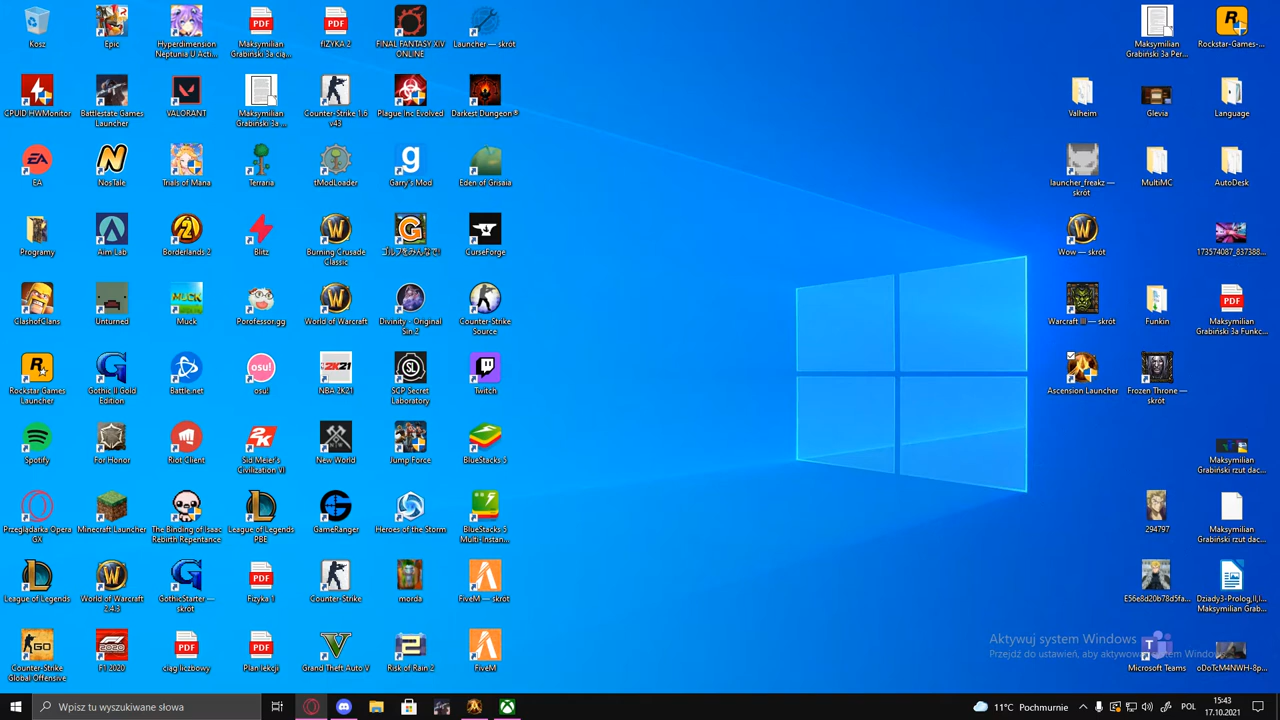 Kosz
Epic
Hyperdimension
Neptunia U Acti...
Maksymilian
Grabiński 3a cią...
fIZYKA 2
FINAL FANTASY XIV
ONLINE
Launcher — skrót
Maksymilian
Grabiński 3a Per...
Rockstar-Games-...
CPUID HWMonitor
Battlestate Games
Launcher
VALORANT
Maksymilian
Grabiński-3a-...
Counter-Strike 1.6
v43
Plague Inc Evolved
Darkest Dungeon®
Valheim
Glevia
Language
EA
NosTale
Trials of Mana
Terraria
tModLoader
Garry's Mod
Eden of Grisaia
launcher_freakz —
skrót
MultiMC
AutoDesk
Programy
Aim Lab
Borderlands 2
Blitz
Burning Crusade
Classic
ゴルフをみんなで!
CurseForge
Wow — skrót
173574087_837388...
ClashofClans
Unturned
Muck
Porofessor.gg
World of Warcraft
Divinity - Original
Sin 2
Counter-Strike
Source
Warcraft III — skrót
Funkin
Maksymilian
Grabiński 3a Funkc...
Rockstar Games
Launcher
Gothic II Gold
Edition
Battle.net
osu!
NBA 2K21
SCP Secret
Laboratory
Twitch
Ascension Launcher
Frozen Throne —
skrót
Spotify
For Honor
Riot Client
Sid Meier's
Civilization VI
New World
Jump Force
BlueStacks 5
Maksymilian
Grabiński rzut dac...
Przeglądarka Opera
GX
Minecraft Launcher
The Binding of Isaac
Rebirth Repentance
League of Legends
PBE
GameRanger
Heroes of the Storm
BlueStacks 5
Multi-Instan...
294797
Maksymilian
Grabiński rzut dac...
League of Legends
World of Warcraft
2.4.3
GothicStarter —
skrót
Fizyka 1
Counter-Strike
morda
FiveM — skrót
E56e8d20b78d5fa...
Dziady3-Prolog,II,I...
Maksymilian Grab...
Counter-Strike
Global Offensive
F1 2020
ciąg liczbowy
Plan lekcji
Grand Theft Auto V
Risk of Rain 2
FiveM
Microsoft Teams
oDoTcM4NWH-8p...
Aktywuj system Windows
Przejdź do ustawień, aby aktywować system Windows.
Wpisz tu wyszukiwane słowa
11°C Pochmurnie
POL
15:43
17.10.2021